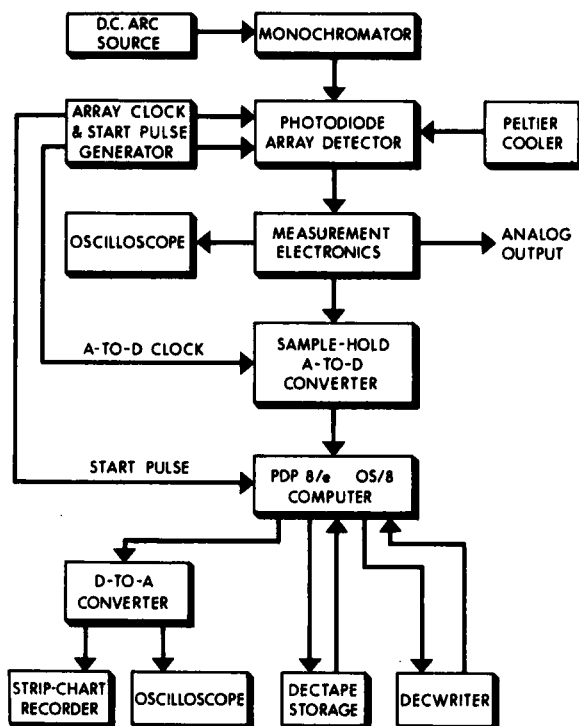 D.C. ARC
SOURCE
MONOCHROMATOR
ARRAY CLOCK
& START PULSE
GENERATOR
PHOTODIODE
ARRAY DETECTOR
PELTIER
COOLER
OSCILLOSCOPE
MEASUREMENT
ELECTRONICS
ANALOG
OUTPUT
A-TO-D CLOCK
SAMPLE-HOLD
A-TO-D
CONVERTER
START PULSE
PDP 8/e OS/8
COMPUTER
D-TO-A
CONVERTER
STRIP-CHART
RECORDER
OSCILLOSCOPE
DECTAPE
STORAGE
DECWRITER